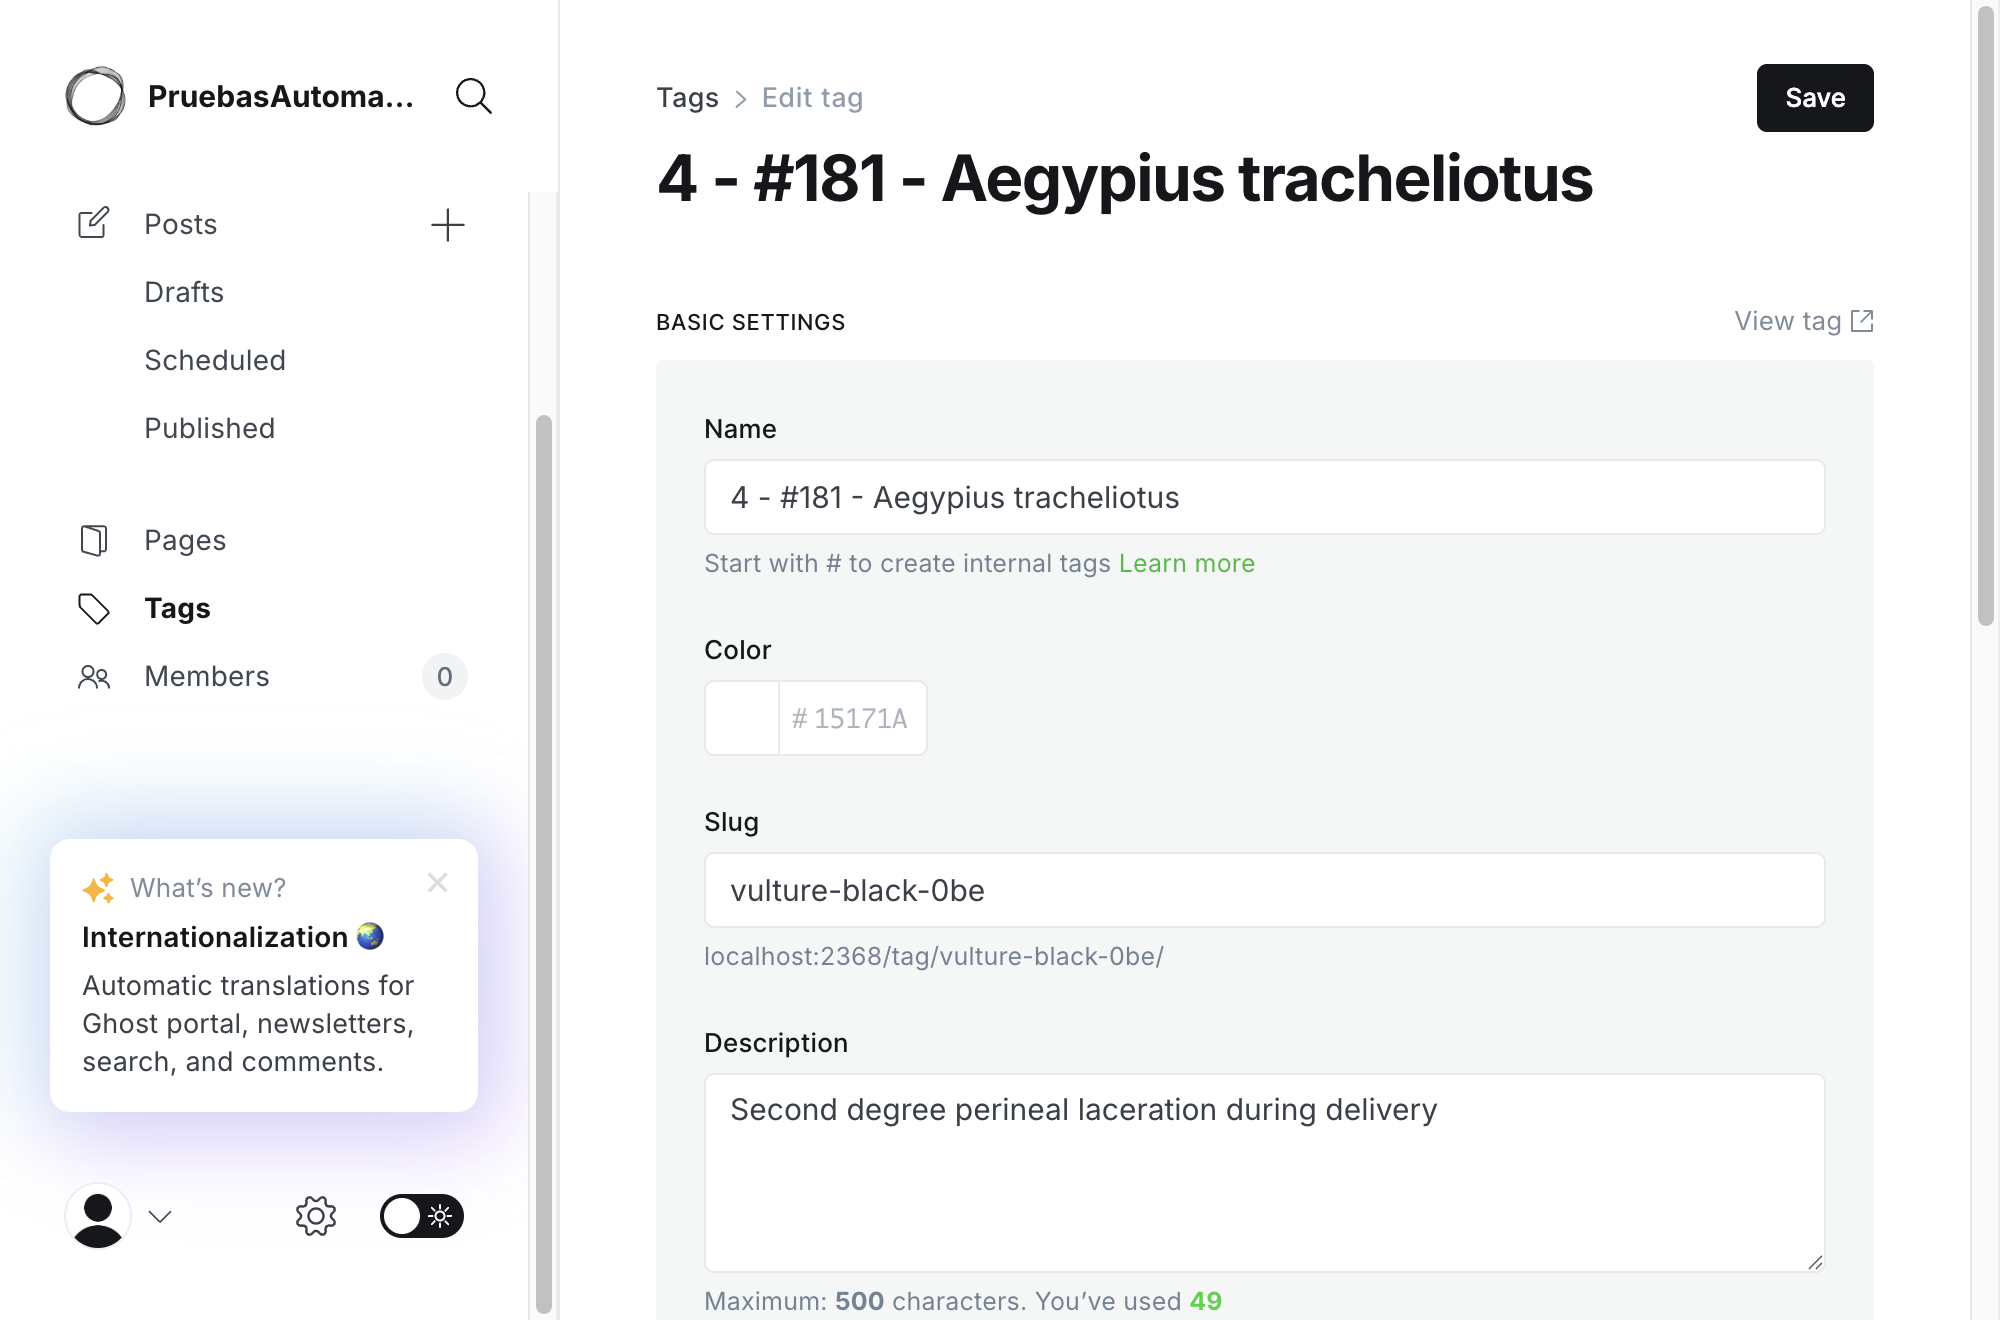 PruebasAutoma...
Posts
Drafts
Scheduled
Published
Pages
Tags
Members
0
What's new?
Internationalization
Automatic translations for
Ghost portal, newsletters,
search, and comments.
Tags > Edit tag
Save
4 - #181 - Aegypius tracheliotus
BASIC SETTINGS
View tag
Name
4 - #181 - Aegypius tracheliotus
Start with # to create internal tags Learn more
Color
# 15171A
Slug
vulture-black-0be
localhost:2368/tag/vulture-black-0be/
Description
Second degree perineal laceration during delivery
Maximum: 500 characters. You've used 49